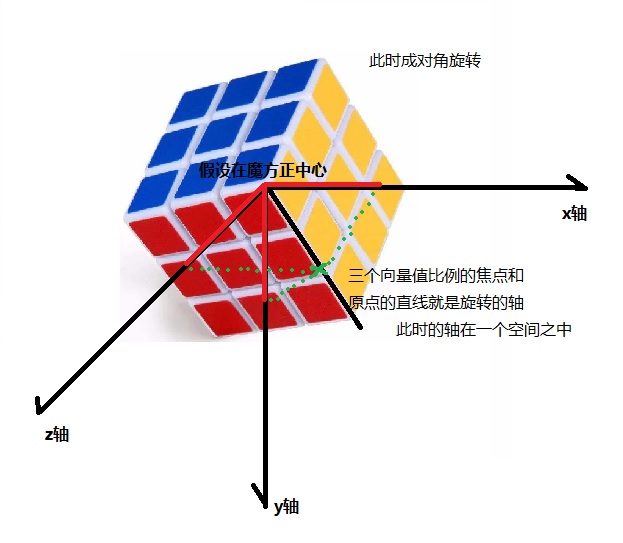 此时成对角旋转
假设在魔方正中心
x轴
三个向量值比例的焦点和
原点的直线就是旋转的轴
此时的轴在一个空间之中
z轴
y轴